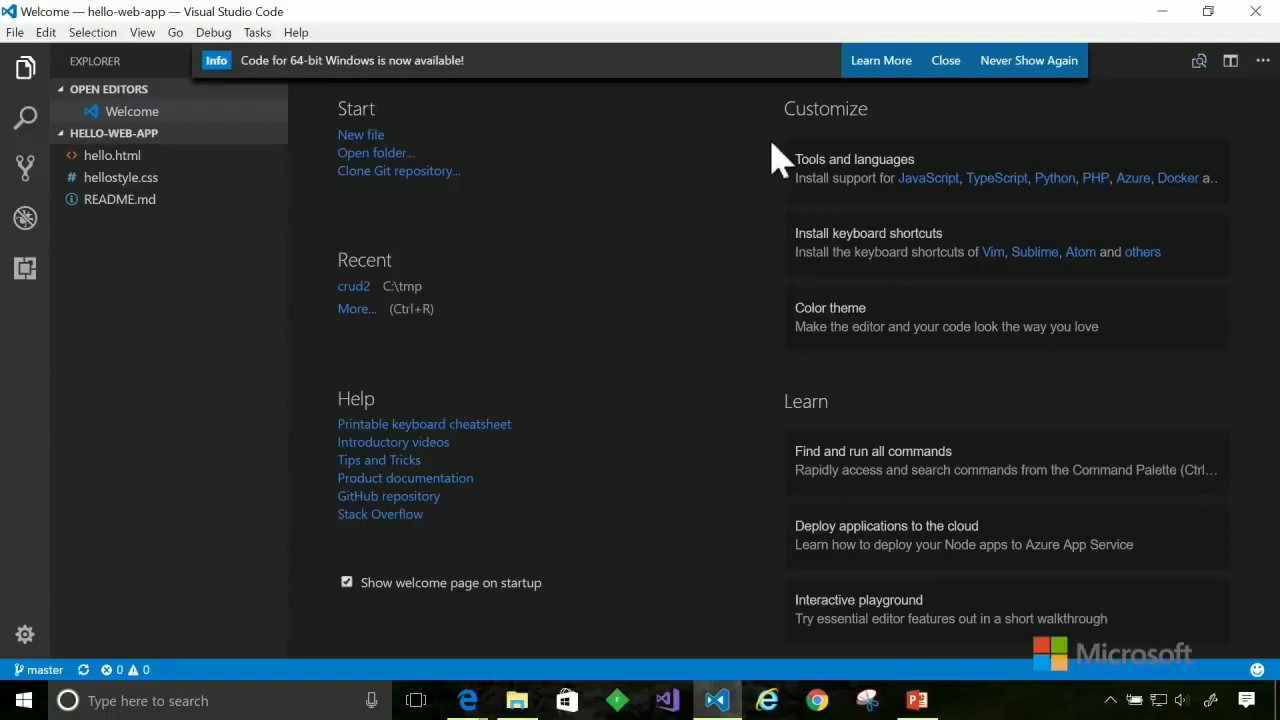 Welcome — hello-web-app — Visual Studio Code
File Edit Selection View Go Debug Tasks Help
EXPLORER
Info Code for 64-bit Windows is now available! Learn More Close Never Show Again
OPEN EDITORS
Welcome
HELLO-WEB-APP
hello.html
hellostyle.css
README.md
Start
New file
Open folder...
Clone Git repository...
Recent
crud2 C:\tmp
More... (Ctrl+R)
Help
Printable keyboard cheatsheet
Introductory videos
Tips and Tricks
Product documentation
GitHub repository
Stack Overflow
Show welcome page on startup
Customize
Tools and languages
Install support for JavaScript, TypeScript, Python, PHP, Azure, Docker a..
Install keyboard shortcuts
Install the keyboard shortcuts of Vim, Sublime, Atom and others
Color theme
Make the editor and your code look the way you love
Learn
Find and run all commands
Rapidly access and search commands from the Command Palette (Ctrl...
Deploy applications to the cloud
Learn how to deploy your Node apps to Azure App Service
Interactive playground
Try essential editor features out in a short walkthrough
Microsoft
master 0 0
Type here to search